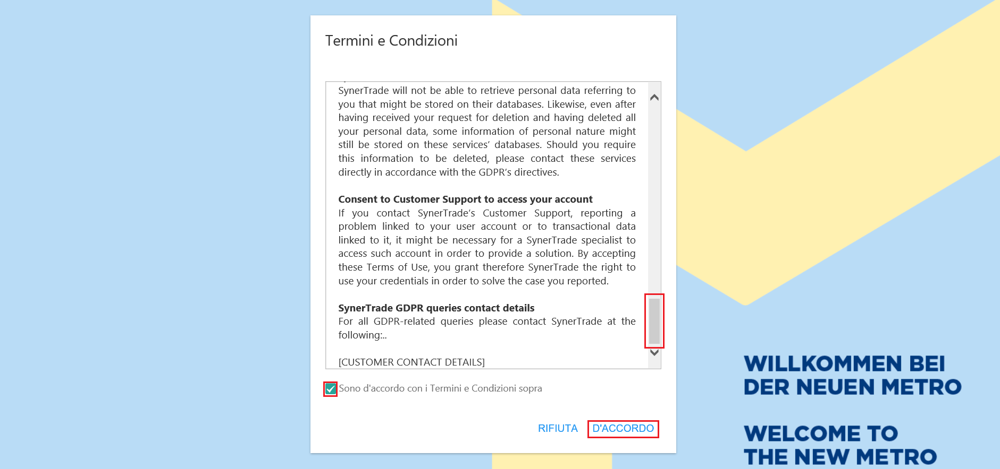 Termini e Condizioni
SynerTrade will not be able to retrieve personal data referring to
you that might be stored on their databases. Likewise, even after
having received your request for deletion and having deleted all
your personal data, some information of personal nature might
still be stored on these services’ databases. Should you require
this information to be deleted, please contact these services
directly in accordance with the GDPR’s directives.
Consent to Customer Support to access your account
If you contact SynerTrade’s Customer Support, reporting a
problem linked to your user account or to transactional data
linked to it, it might be necessary for a SynerTrade specialist to
access such account in order to provide a solution. By accepting
these Terms of Use, you grant therefore SynerTrade the right to
use your credentials in order to solve the case you reported.
SynerTrade GDPR queries contact details
For all GDPR-related queries please contact SynerTrade at the
following:..
[CUSTOMER CONTACT DETAILS]
Sono d'accordo con i Termini e Condizioni sopra
RIFIUTA D'ACCORDO
WILLKOMMEN BEI
DER NEUEN METRO
WELCOME TO
THE NEW METRO